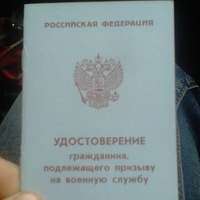 РОССИЙСКАЯ ФЕДЕРАЦИЯ
УДОСТОВЕРЕНИЕ
гражданина,
подлежащего призыву
на военную службу